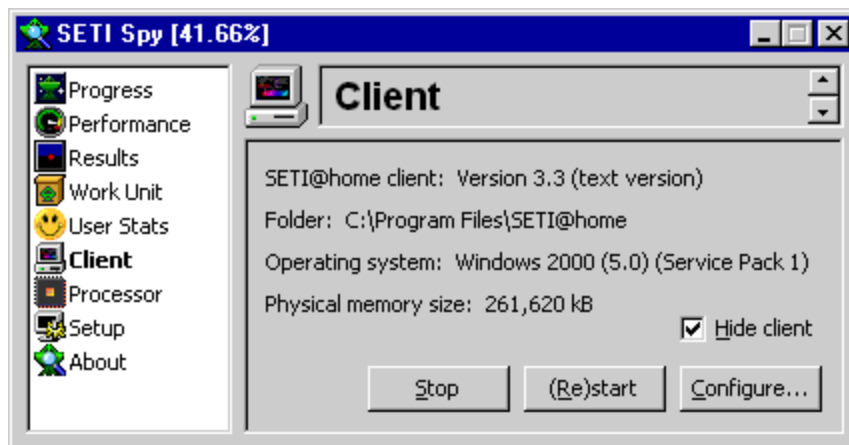 SETI Spy [41.66%]
Progress
Performance
Results
Work Unit
User Stats
Client
Processor
Setup
About
Client
SETI@home client:  Version 3.3 (text version)
Folder:  C:\Program Files\SETI@home
Operating system:  Windows 2000 (5.0) (Service Pack 1)
Physical memory size:  261,620 kB
Hide client
Stop
(Re)start
Configure...